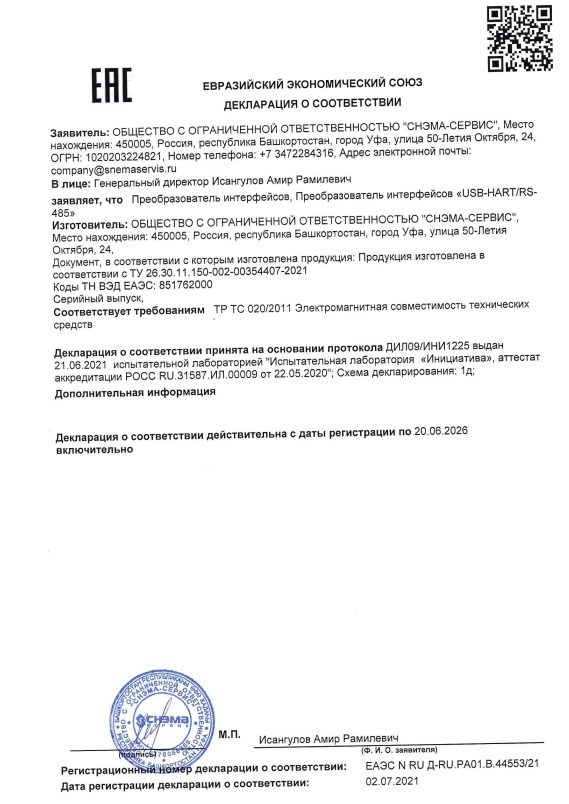 EAC
ЕВРАЗИЙСКИЙ ЭКОНОМИЧЕСКИЙ СОЮЗ
ДЕКЛАРАЦИЯ О СООТВЕТСТВИИ
Заявитель: ОБЩЕСТВО С ОГРАНИЧЕННОЙ ОТВЕТСТВЕННОСТЬЮ "СНЭМА-СЕРВИС", Место
нахождения: 450005, Россия, республика Башкортостан, город Уфа, улица 50-Летия Октября, 24,
ОГРН: 1020203224821, Номер телефона: +7 3472284316, Адрес электронной почты:
company@snemaservis.ru
В лице: Генеральный директор Исангулов Амир Рамилевич
заявляет, что Преобразователь интерфейсов, Преобразователь интерфейсов «USB-HART/RS-
485»
Изготовитель: ОБЩЕСТВО С ОГРАНИЧЕННОЙ ОТВЕТСТВЕННОСТЬЮ "СНЭМА-СЕРВИС",
Место нахождения: 450005, Россия, республика Башкортостан, город Уфа, улица 50-Летия
Октября, 24,
Документ, в соответствии с которым изготовлена продукция: Продукция изготовлена в
соответствии с ТУ 26.30.11.150-002-00354407-2021
Коды ТН ВЭД ЕАЭС: 851762000
Серийный выпуск,
Соответствует требованиям ТР ТС 020/2011 Электромагнитная совместимость технических
средств
Декларация о соответствии принята на основании протокола ДИЛ09/ИНИ1225 выдан
21.06.2021 испытательной лабораторией "Испытательная лаборатория «Инициатива», аттестат
аккредитации РОСС RU.31587.ИЛ.00009 от 22.05.2020"; Схема декларирования: 1д;
Дополнительная информация
Декларация о соответствии действительна с даты регистрации по 20.06.2026
включительно
СНЭМА
СЕРВИС
"СНЭМА-СЕРВИС"
М.П.
Исангулов Амир Рамилевич
(подпись)
(Ф. И. О. заявителя)
Регистрационный номер декларации о соответствии: ЕАЭС N RU Д-RU.РА01.В.44553/21
Дата регистрации декларации о соответствии: 02.07.2021